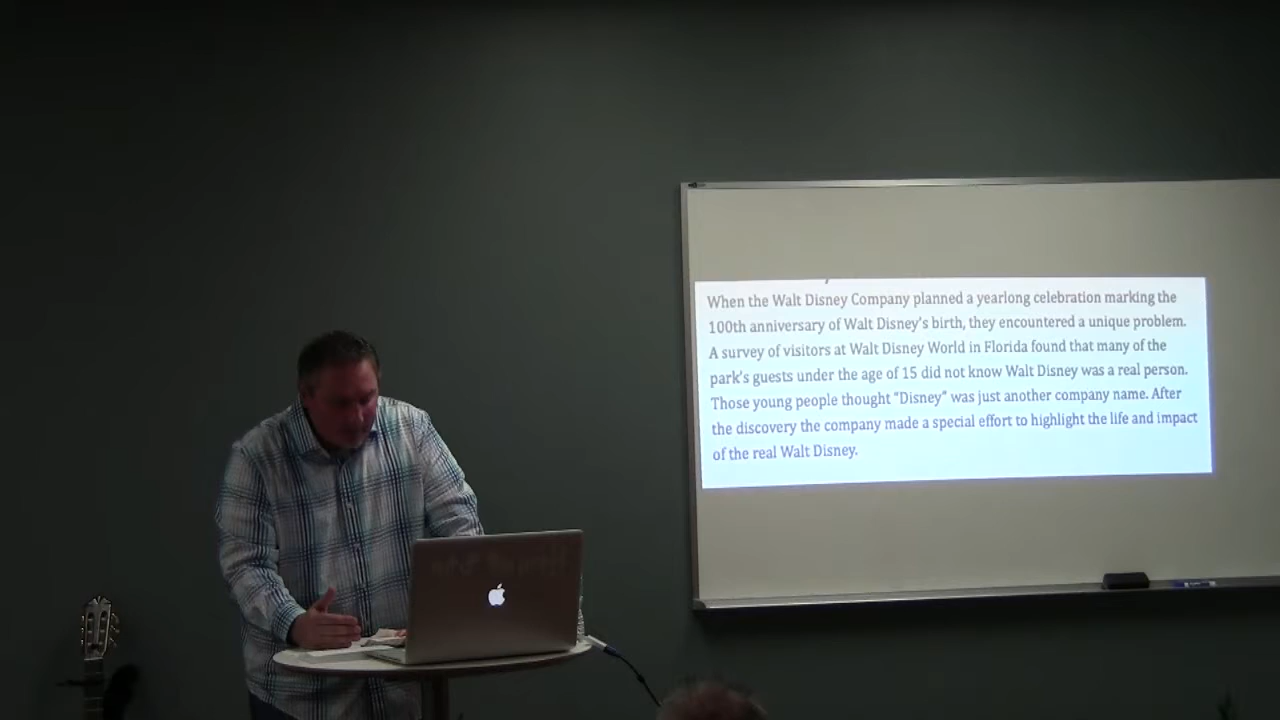 When the Walt Disney Company planned a yearlong celebration marking the
100th anniversary of Walt Disney's birth, they encountered a unique problem.
A survey of visitors at Walt Disney World in Florida found that many of the
park's guests under the age of 15 did not know Walt Disney was a real person.
Those young people thought "Disney" was just another company name. After
the discovery the company made a special effort to highlight the life and impact
of the real Walt Disney.